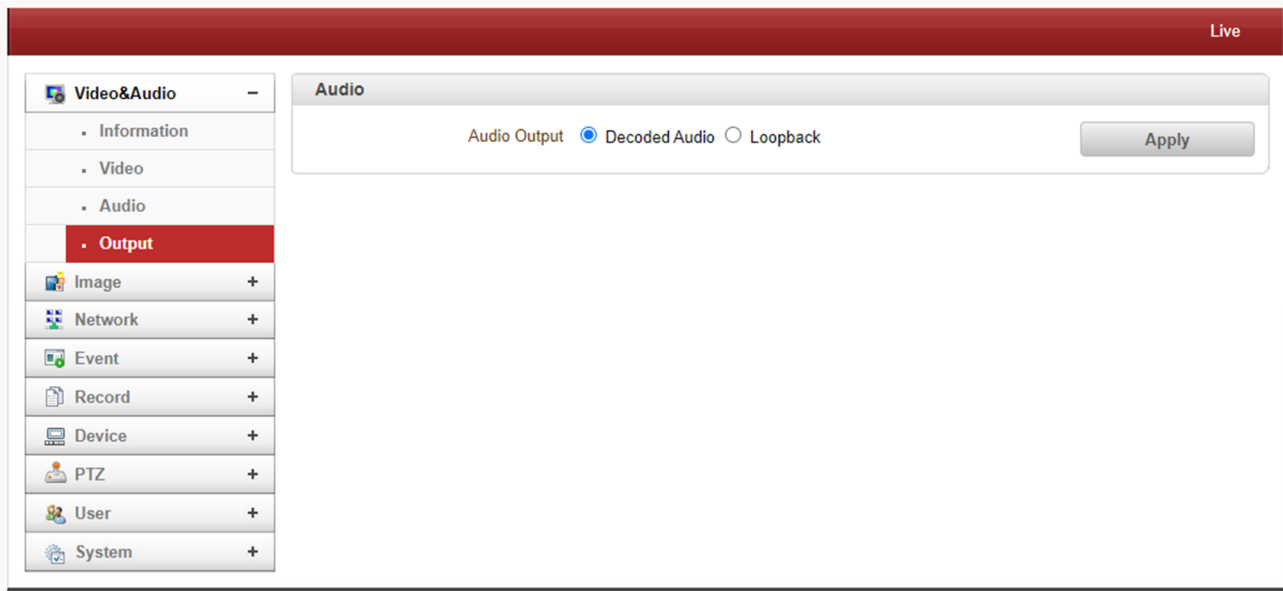 Live
Video&Audio −
. Information
. Video
. Audio
. Output
Image +
Network +
Event +
Record +
Device +
PTZ +
User +
System +
Audio
Audio Output Decoded Audio Loopback Apply